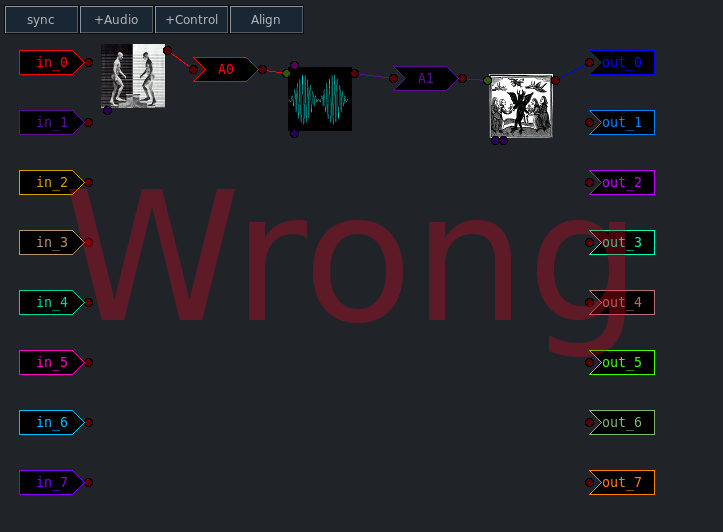 sync +Audio +Control Align
in_0 A0 A1 out_0
in_1 out_1
in_2 out_2
in_3 out_3
in_4 out_4
in_5 out_5
in_6 out_6
in_7 out_7
Wrong